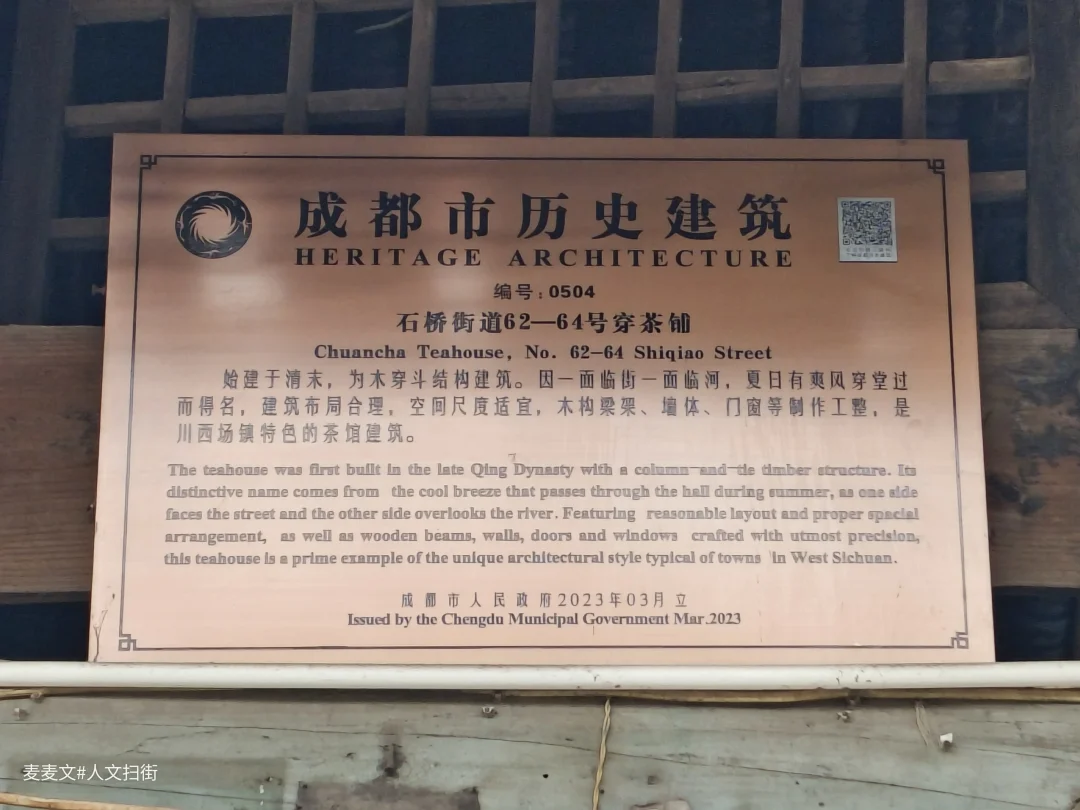 成都市历史建筑
HERITAGE ARCHITECTURE
编号：0504
石桥街道62—64号穿茶铺
Chuancha Teahouse, No. 62—64 Shiqiao Street
始建于清末，为木穿斗结构建筑。因一面临街一面临河，夏日有爽风穿堂过
而得名，建筑布局合理，空间尺度适宜，木构梁架、墙体、门窗等制作工整，是
川西场镇特色的茶馆建筑。
The teahouse was first built in the late Qing Dynasty with a column—and—tie timber structure. Its
distinctive name comes from the cool breeze that passes through the hall during summer, as one side
faces the street and the other side overlooks the river. Featuring reasonable layout and proper spacial
arrangement, as well as wooden beams, walls, doors and windows crafted with utmost precision,
this teahouse is a prime example of the unique architectural style typical of towns in West Sichuan.
成都市人民政府2023年03月立
Issued by the Chengdu Municipal Government Mar.2023
麦麦文#人文扫街